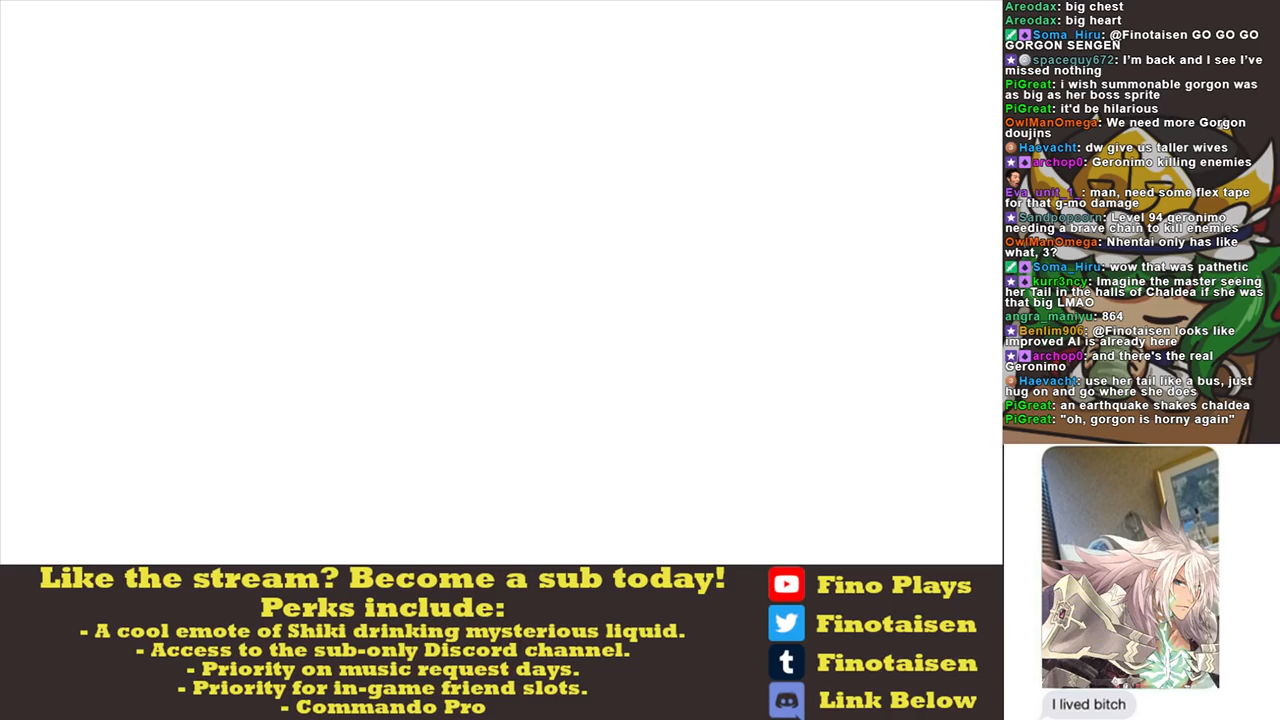 Areodax: big chest
Areodax: big heart
Soma_Hiru: @Finotaisen GO GO GO
GORGON SENGEN
spaceguy672: I'm back and I see I've
missed nothing
PiGreat: i wish summonable gorgon was
as big as her boss sprite
PiGreat: it'd be hilarious
OwlManOmega: We need more Gorgon
doujins
Haevacht: dw give us taller wives
archop0: Geronimo killing enemies
Eva_unit_1_: man, need some flex tape
for that g-mo damage
Sandpopcorn: Level 94 geronimo
needing a brave chain to kill enemies
OwlManOmega: Nhentai only has like
what, 3?
Soma_Hiru: wow that was pathetic
kurr3ncy: Imagine the master seeing
her Tail in the halls of Chaldea if she was
that big LMAO
angra_maniyu: 864
Benlim906: @Finotaisen looks like
improved AI is already here
archop0: and there's the real
Geronimo
Haevacht: use her tail like a bus, just
hug on and go where she does
PiGreat: an earthquake shakes chaldea
PiGreat: "oh, gorgon is horny again"
I lived bitch
Like the stream? Become a sub today!
Perks include:
- A cool emote of Shiki drinking mysterious liquid.
- Access to the sub-only Discord channel.
- Priority on music request days.
- Priority for in-game friend slots.
- Commando Pro
Fino Plays
Finotaisen
Finotaisen
Link Below